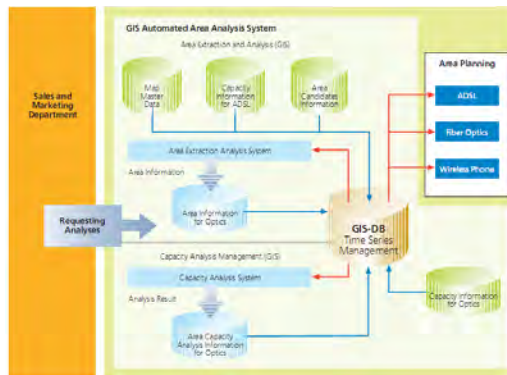 GIS Automated Area Analysis System
Area Extraction and Analysis (GIS)
Map
Master
Data
Capacity
Information
for ADSL
Area
Candidates
Information
Area Planning
ADSL
Fiber Optics
Wireless Phone
Sales and
Marketing
Department
Area Extraction Analysis System
Area Information
Area Information
for Optics
Requesting
Analyses
GIS-DB
Time Series
Management
Capacity Analysis Management (GIS)
Capacity Analysis System
Analysis Result
Area Capacity
Analysis Information
for Optics
Capacity Information
for Optics